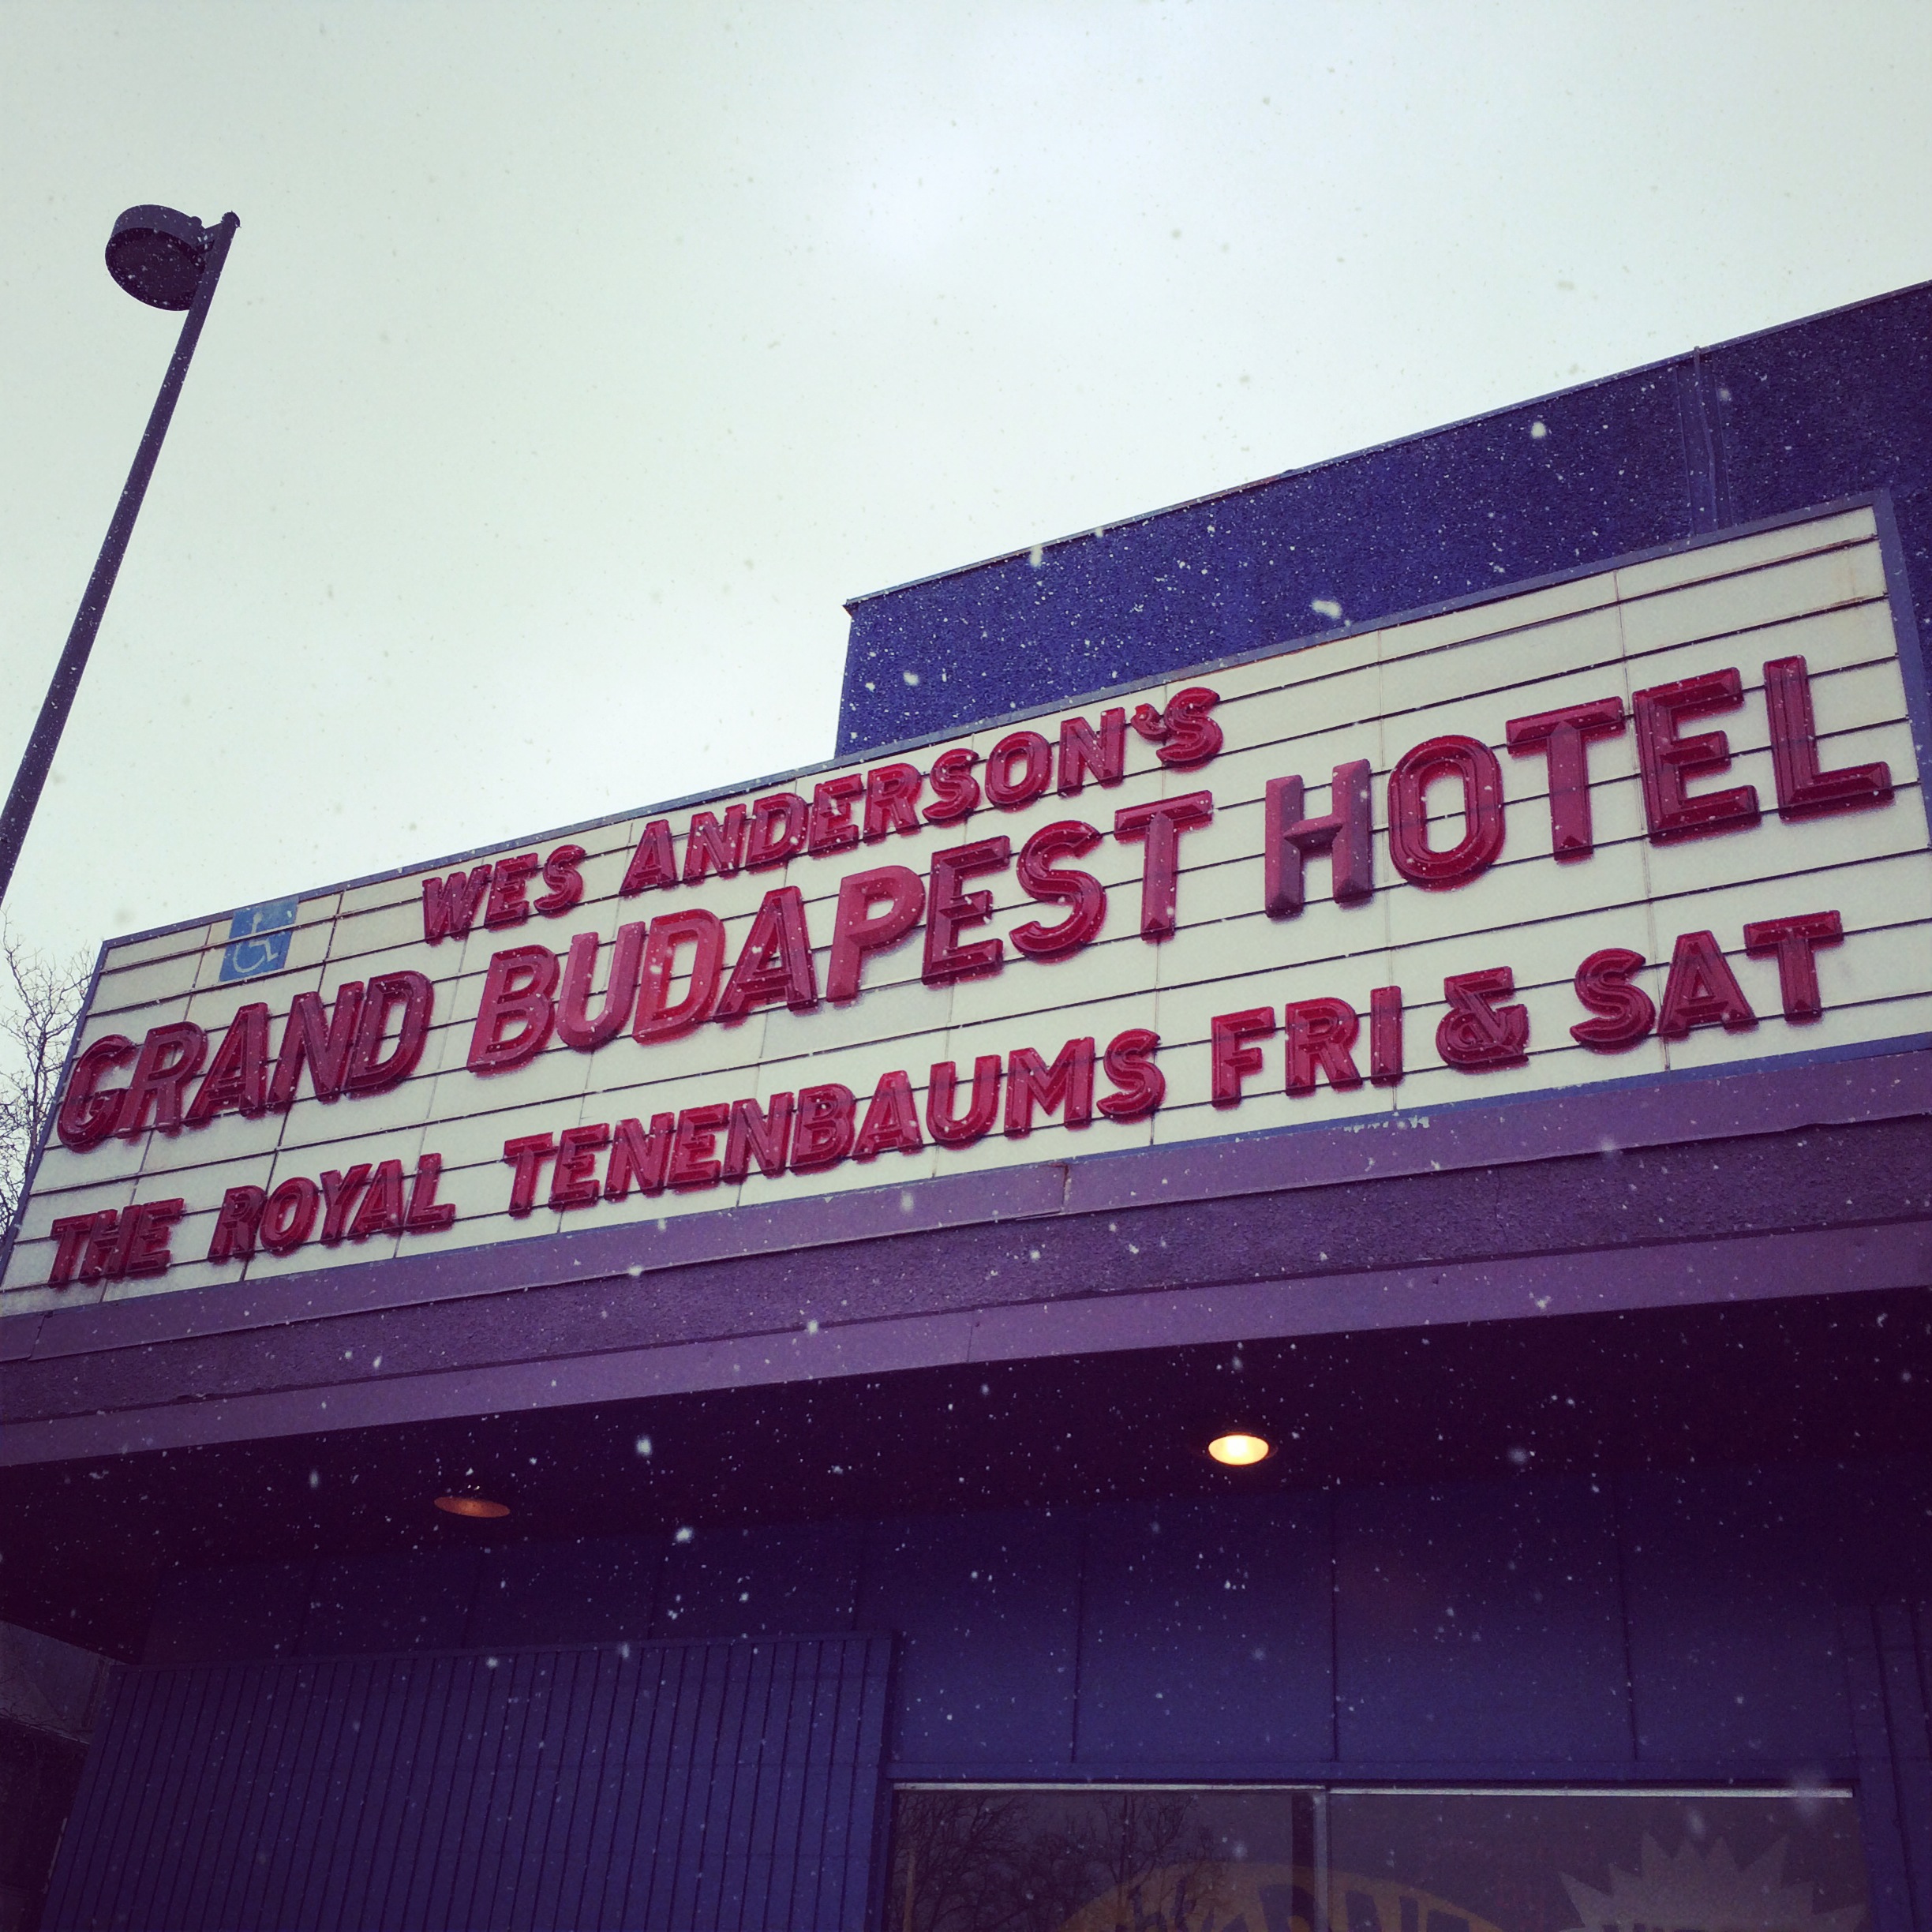 WES ANDERSON'S
GRAND BUDAPEST HOTEL
THE ROYAL TENENBAUMS FRI & SAT